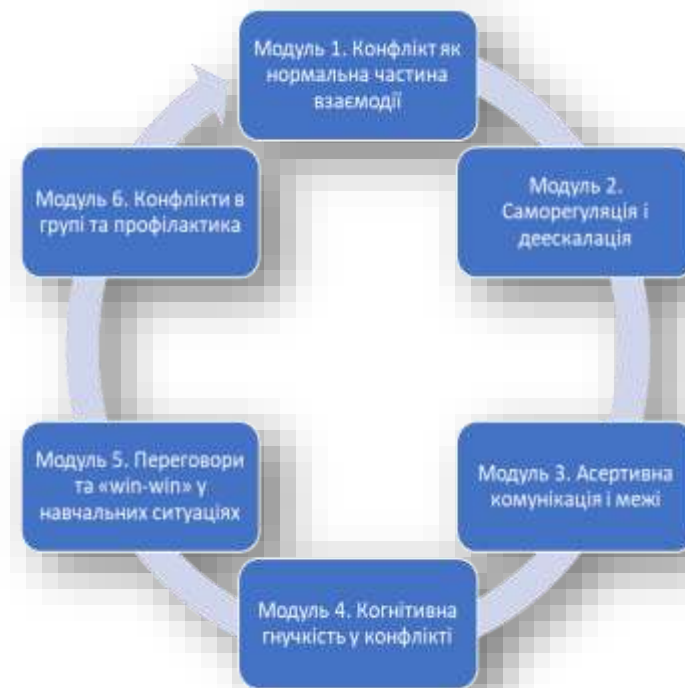 Модуль 1. Конфлікт як
нормальна частина
взаємодії
Модуль 2.
Саморегуляція і
деескалація
Модуль 3. Асертивна
комунікація і межі
Модуль 4. Когнітивна
гнучкість у конфлікті
Модуль 5. Переговори
та «win-win» у
навчальних ситуаціях
Модуль 6. Конфлікти в
групі та профілактика